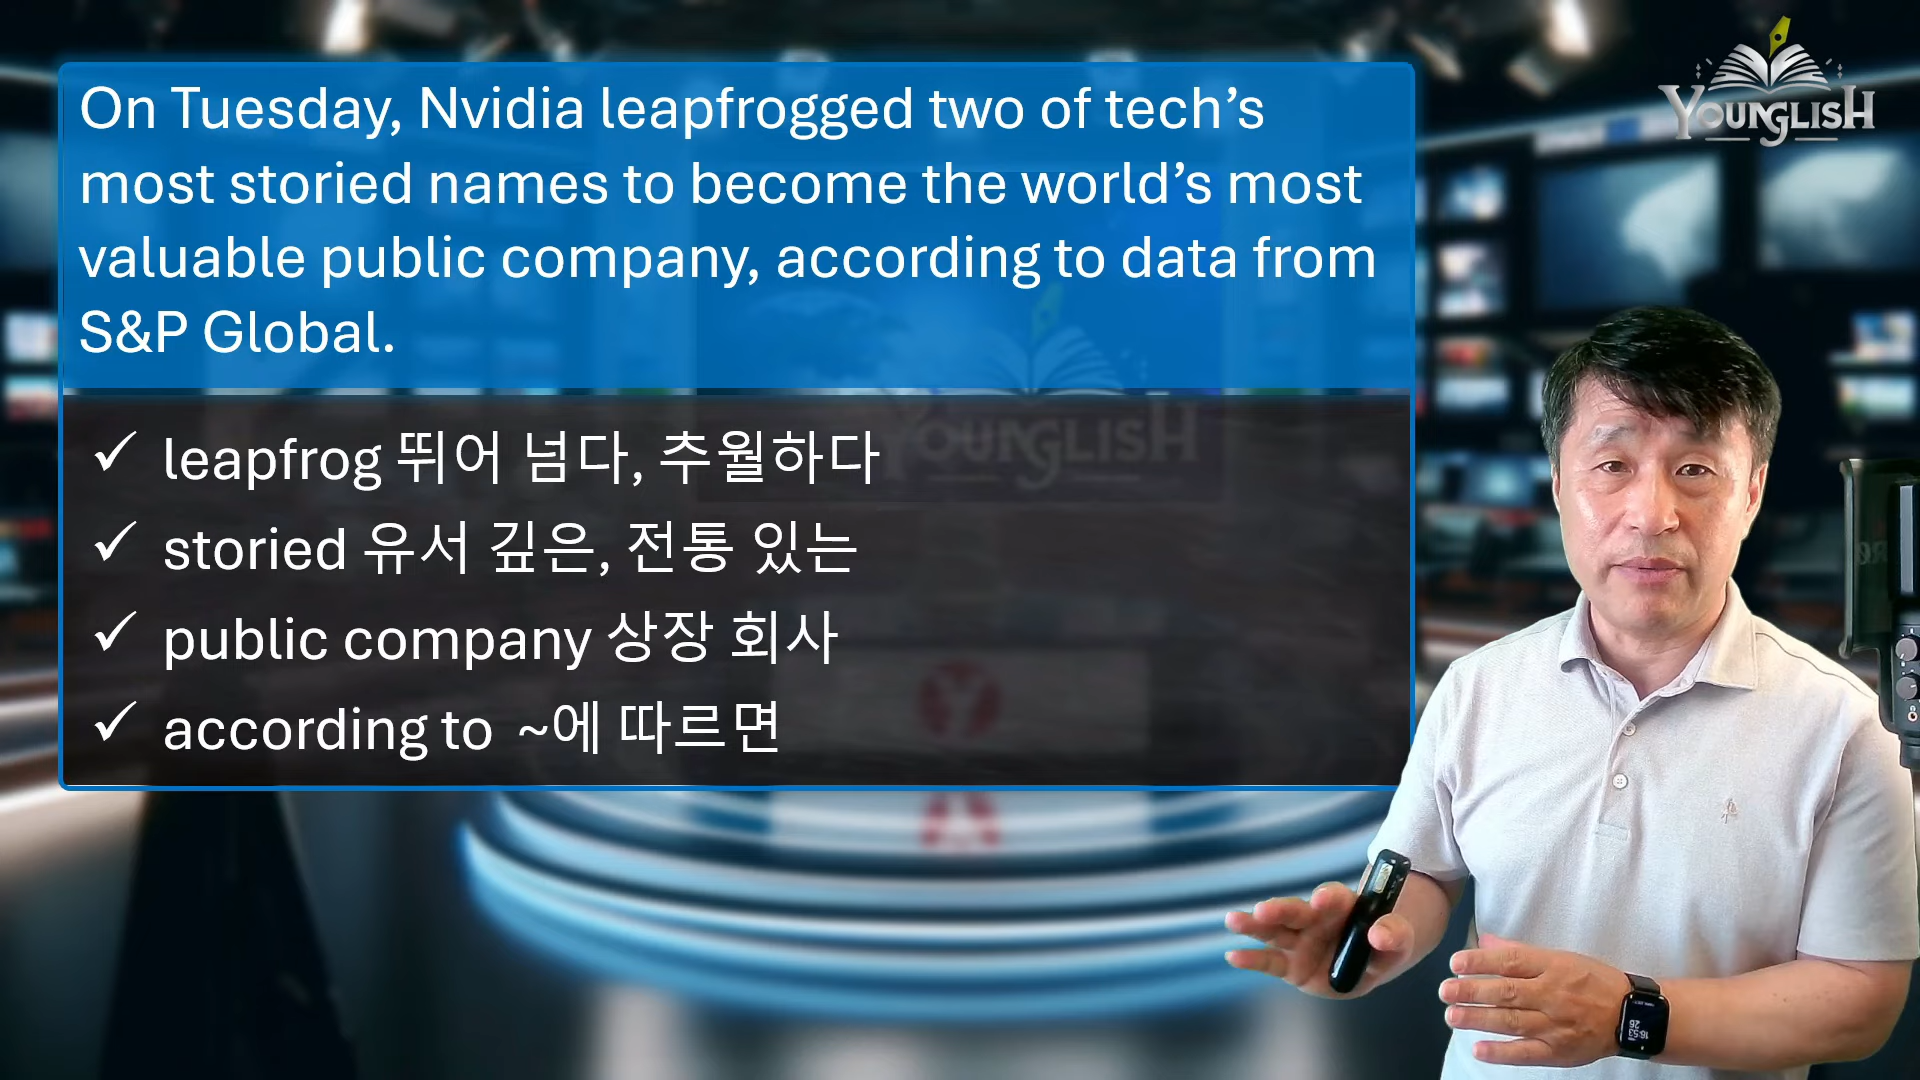 YOUNGLISH
On Tuesday, Nvidia leapfrogged two of tech’s
most storied names to become the world’s most
valuable public company, according to data from
S&P Global.
✓ leapfrog 뛰어 넘다, 추월하다
✓ storied 유서 깊은, 전통 있는
✓ public company 상장 회사
✓ according to ~에 따르면
YOUNGLISH